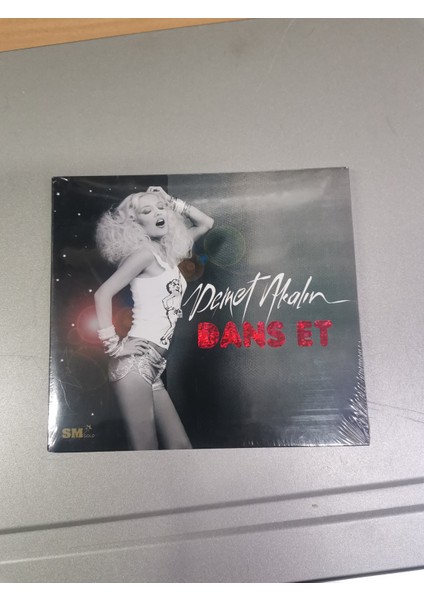 Demet Akalın
DANS ET
SM